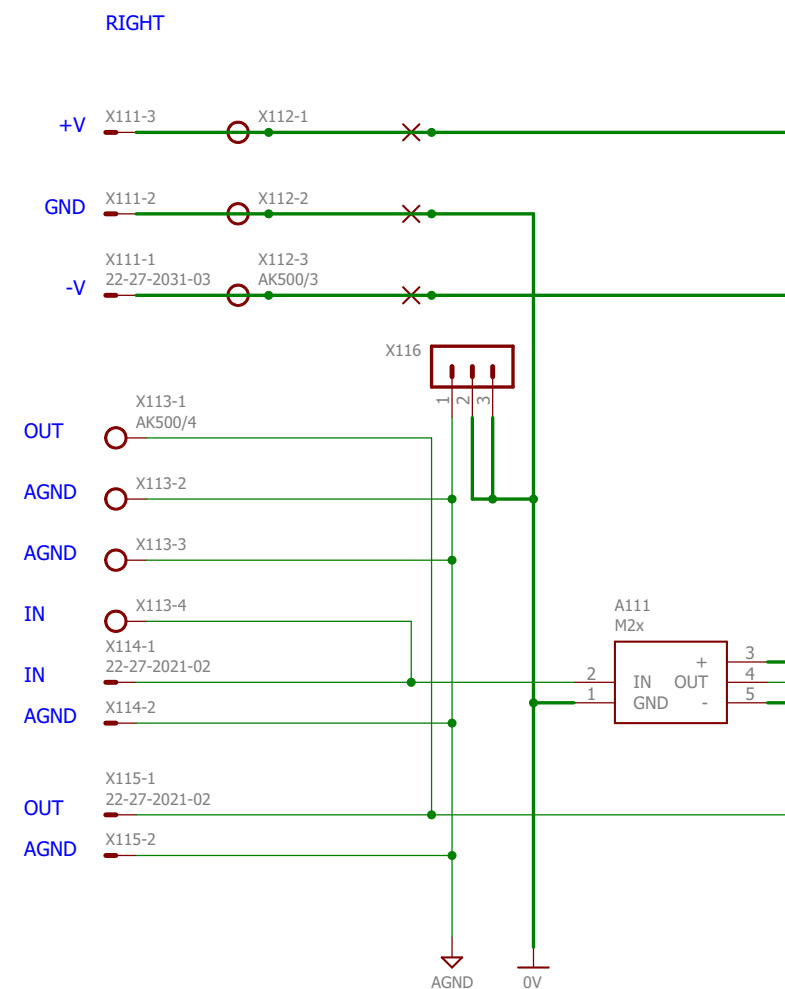 RIGHT
+V X111-3 X112-1
GND X111-2 X112-2
X111-1 X112-3
-V 22-27-2031-03 AK500/3
X116
1 2 3
X113-1
OUT AK500/4
AGND X113-2
AGND X113-3
IN X113-4
A111
M2x
X114-1
IN 22-27-2021-02
2 IN + 3
OUT 4
1 GND - 5
AGND X114-2
X115-1
OUT 22-27-2021-02
AGND X115-2
AGND 0V